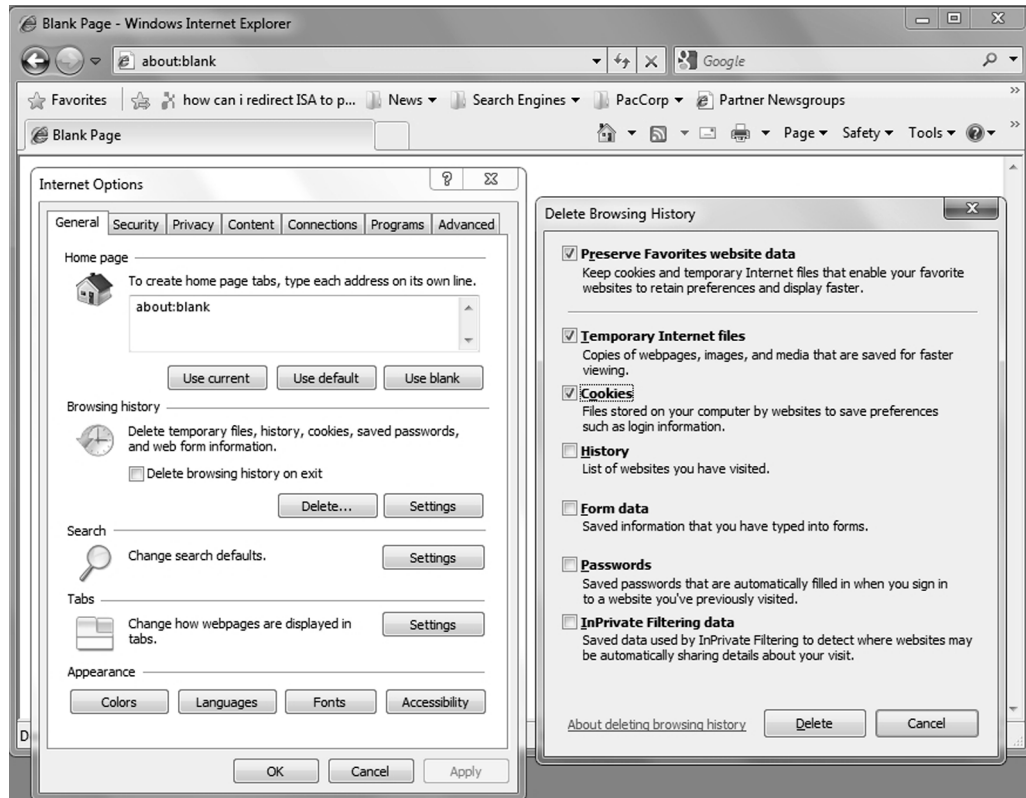 Blank Page - Windows Internet Explorer
about:blank
Google
Favorites how can i redirect ISA to p... News Search Engines PacCorp Partner Newsgroups
Blank Page
Page Safety Tools
Internet Options
General Security Privacy Content Connections Programs Advanced
Home page
To create home page tabs, type each address on its own line.
about:blank
Use current Use default Use blank
Browsing history
Delete temporary files, history, cookies, saved passwords,
and web form information.
Delete browsing history on exit
Delete... Settings
Search
Change search defaults.
Settings
Tabs
Change how webpages are displayed in
tabs.
Settings
Appearance
Colors Languages Fonts Accessibility
OK Cancel Apply
Delete Browsing History
Preserve Favorites website data
Keep cookies and temporary Internet files that enable your favorite
websites to retain preferences and display faster.
Temporary Internet files
Copies of webpages, images, and media that are saved for faster
viewing.
Cookies
Files stored on your computer by websites to save preferences
such as login information.
History
List of websites you have visited.
Form data
Saved information that you have typed into forms.
Passwords
Saved passwords that are automatically filled in when you sign in
to a website you've previously visited.
InPrivate Filtering data
Saved data used by InPrivate Filtering to detect where websites may
be automatically sharing details about your visit.
About deleting browsing history Delete Cancel